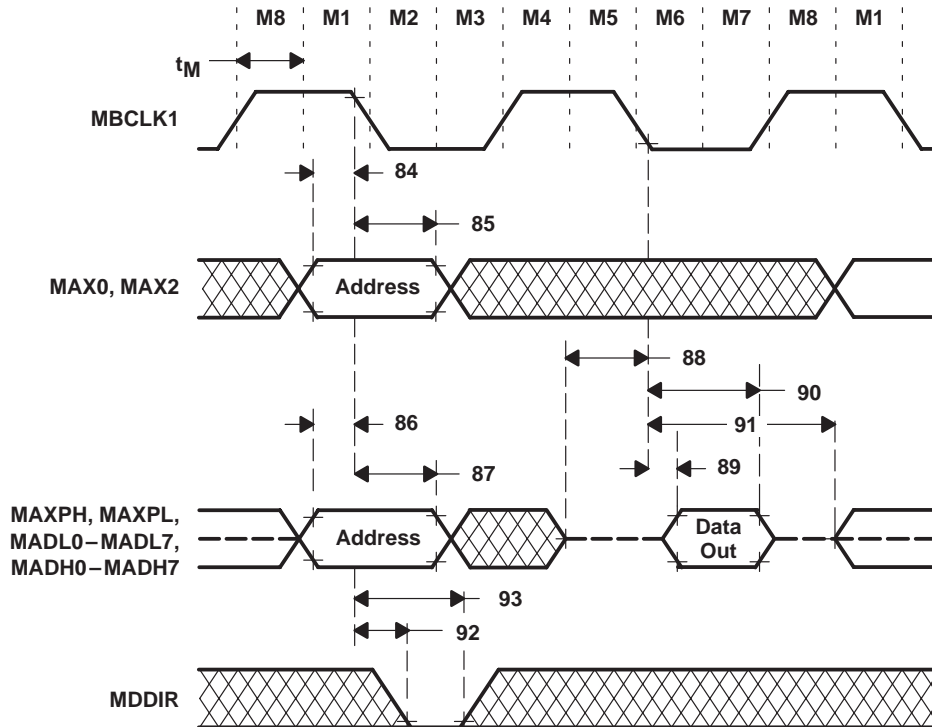 M8 M1 M2 M3 M4 M5 M6 M7 M8 M1
tM
MBCLK1
84
85
MAX0, MAX2
Address
88
90
86
91
87
89
MAXPH, MAXPL,
MADL0–MADL7,
MADH0–MADH7
Address
Data
Out
93
92
MDDIR